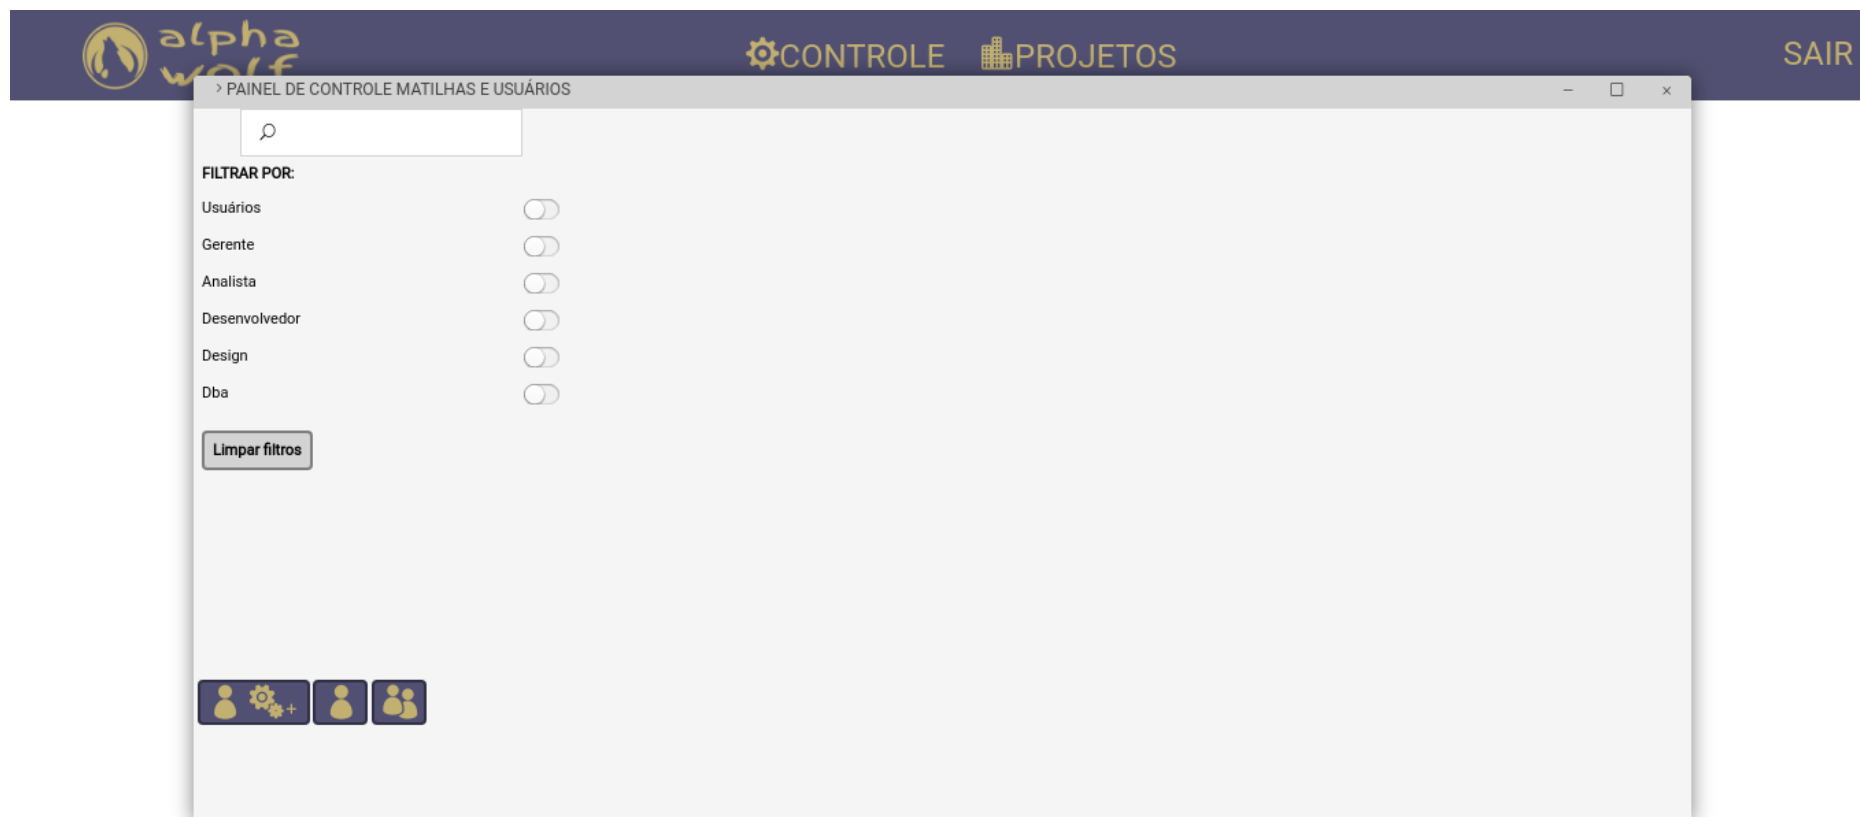 alpha
wolf
CONTROLE PROJETOS SAIR
PAINEL DE CONTROLE MATILHAS E USUÁRIOS
FILTRAR POR:
Usuários
Gerente
Analista
Desenvolvedor
Design
Dba
Limpar filtros